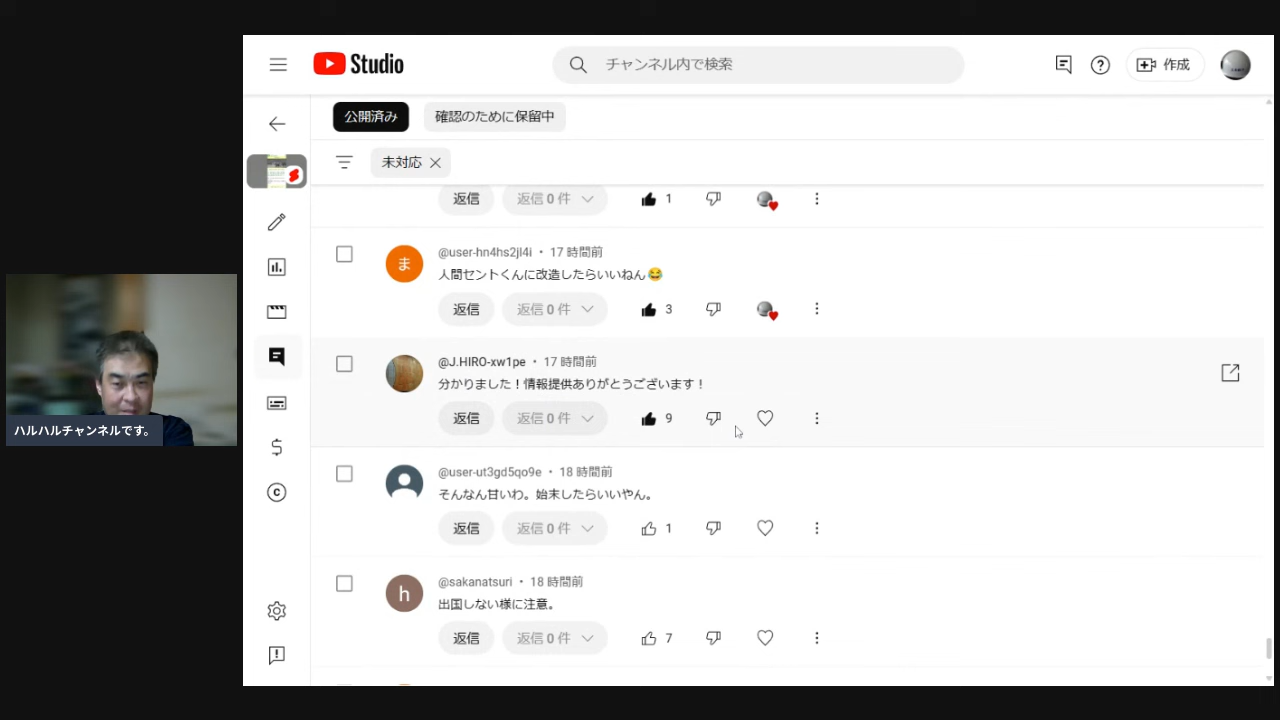 Studio
チャンネル内で検索
作成
公開済み
確認のために保留中
未対応
返信
返信 0 件
1
@user-hn4hs2jl4i • 17 時間前
ま
人間セントくんに改造したらいいねん😂
返信
返信 0 件
3
@J.HIRO-xw1pe • 17 時間前
分かりました！情報提供ありがとうございます！
返信
返信 0 件
9
@user-ut3gd5qo9e • 18 時間前
そんなん甘いわ。始末したらいいやん。
返信
返信 0 件
1
@sakanatsuri • 18 時間前
h
出国しない様に注意。
返信
返信 0 件
7
ハルハルチャンネルです。